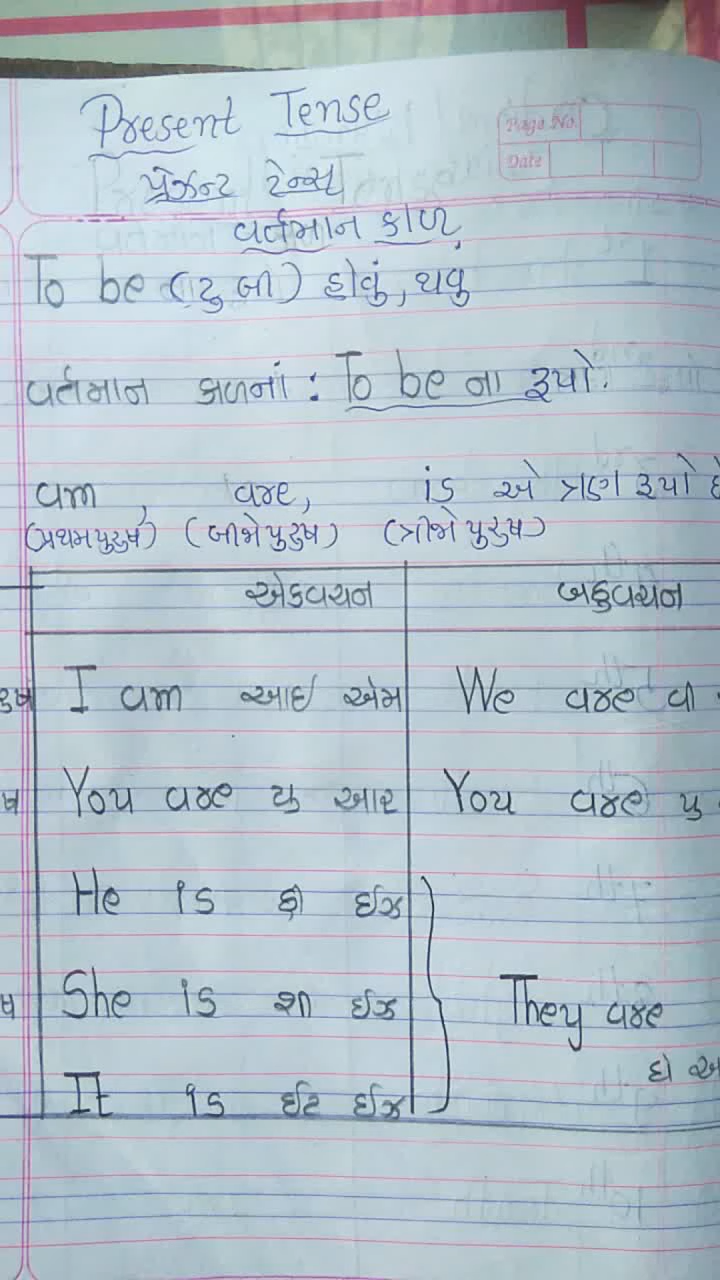 Present Tense
Page No.
Date
પ્રેઝન્ટ ટેન્સ
વર્તમાન કાળ
To be (ટુ બી) હોવું, થવુ
વર્તમાન કાળનાં : To be ના રૂપો.
am, are, is એ ત્રણ રૂપો છે
(પ્રથમ પુરુષ) (બીજો પુરુષ) (ત્રીજો પુરુષ)
એકવચન બહુવચન
I am આઈ એમ We are વી
You are યુ આર You are યુ
He is હી ઈઝ
She is શી ઈઝ They are
It is ઈટ ઈઝ